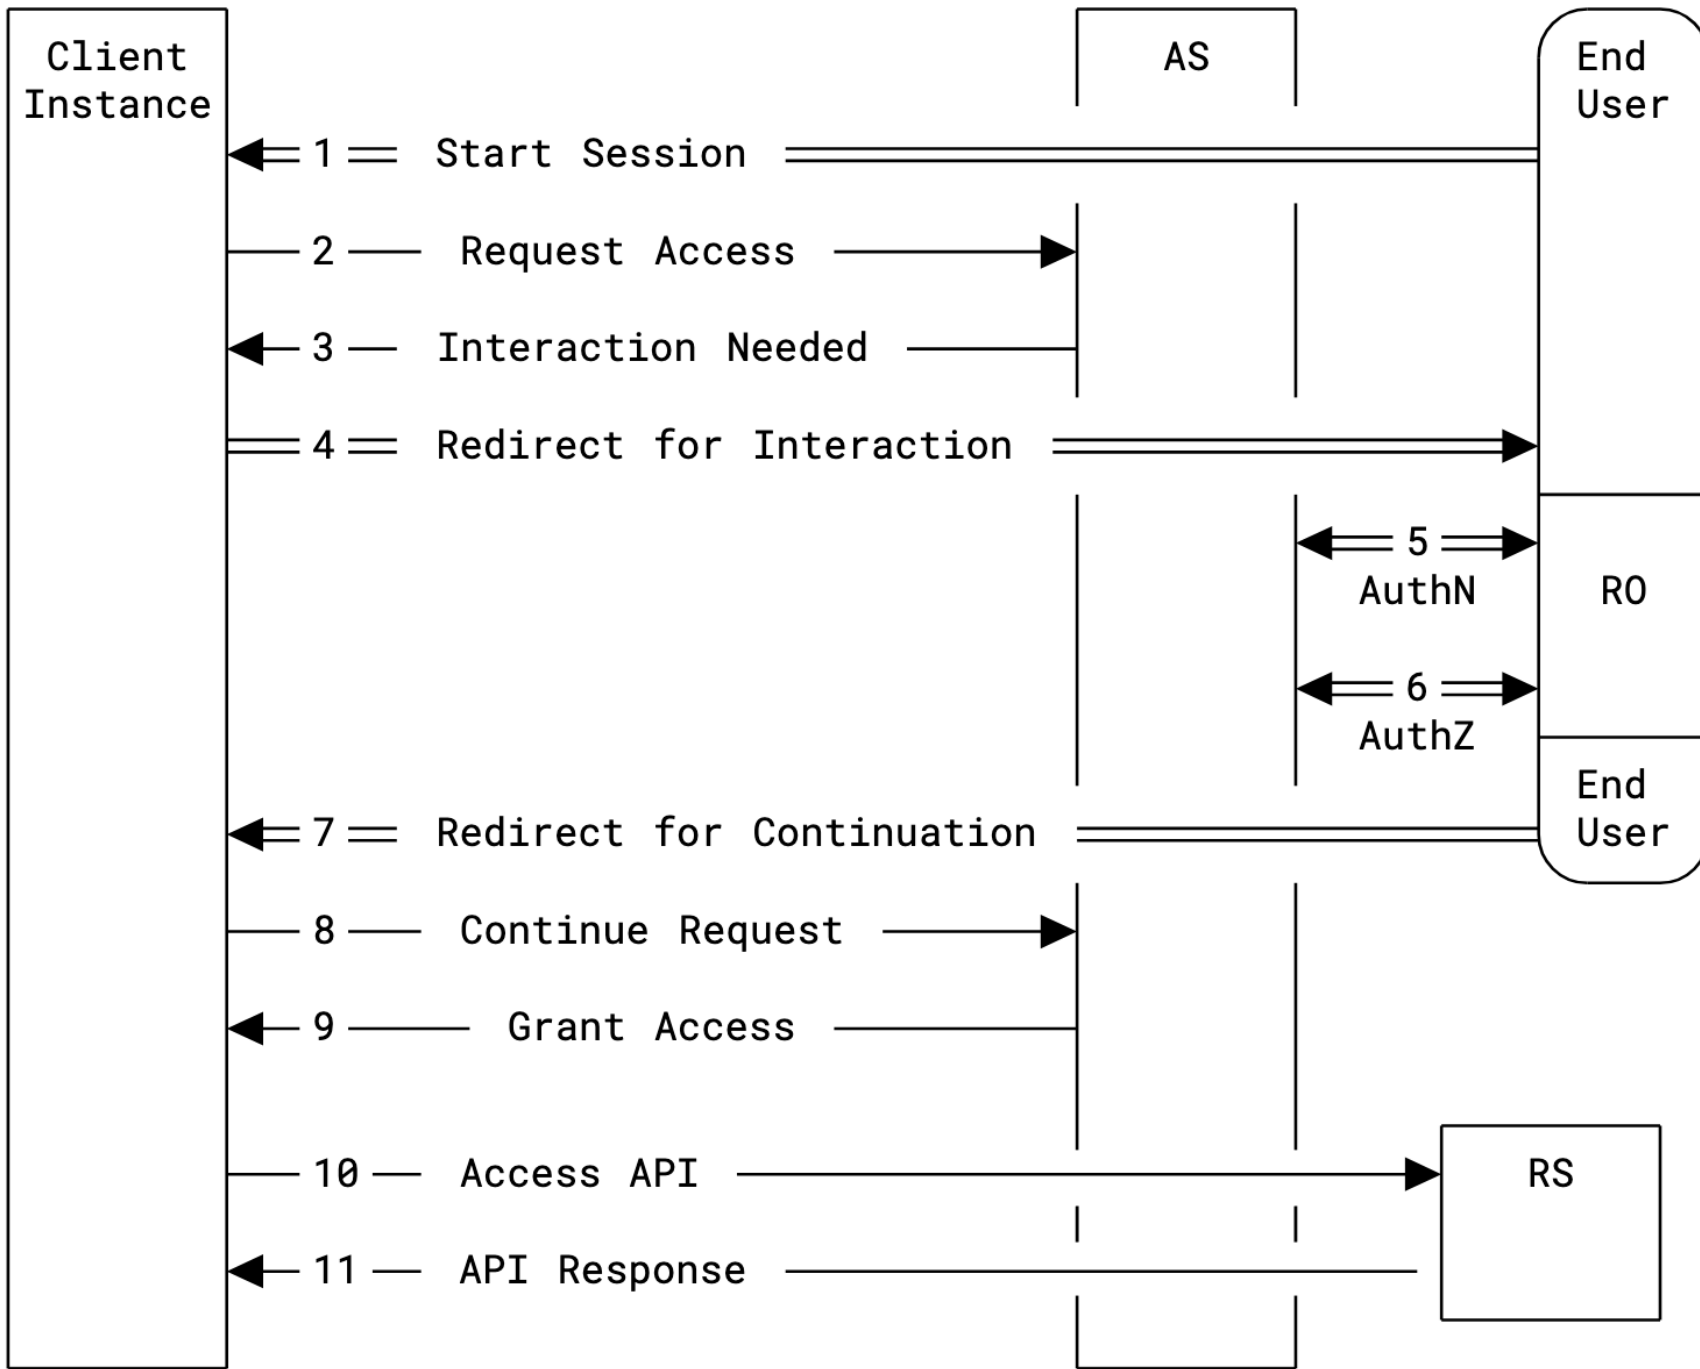 Client
Instance
AS
End
User
1 Start Session
2 Request Access
3 Interaction Needed
4 Redirect for Interaction
5
AuthN
RO
6
AuthZ
End
User
7 Redirect for Continuation
8 Continue Request
9 Grant Access
10 Access API
RS
11 API Response